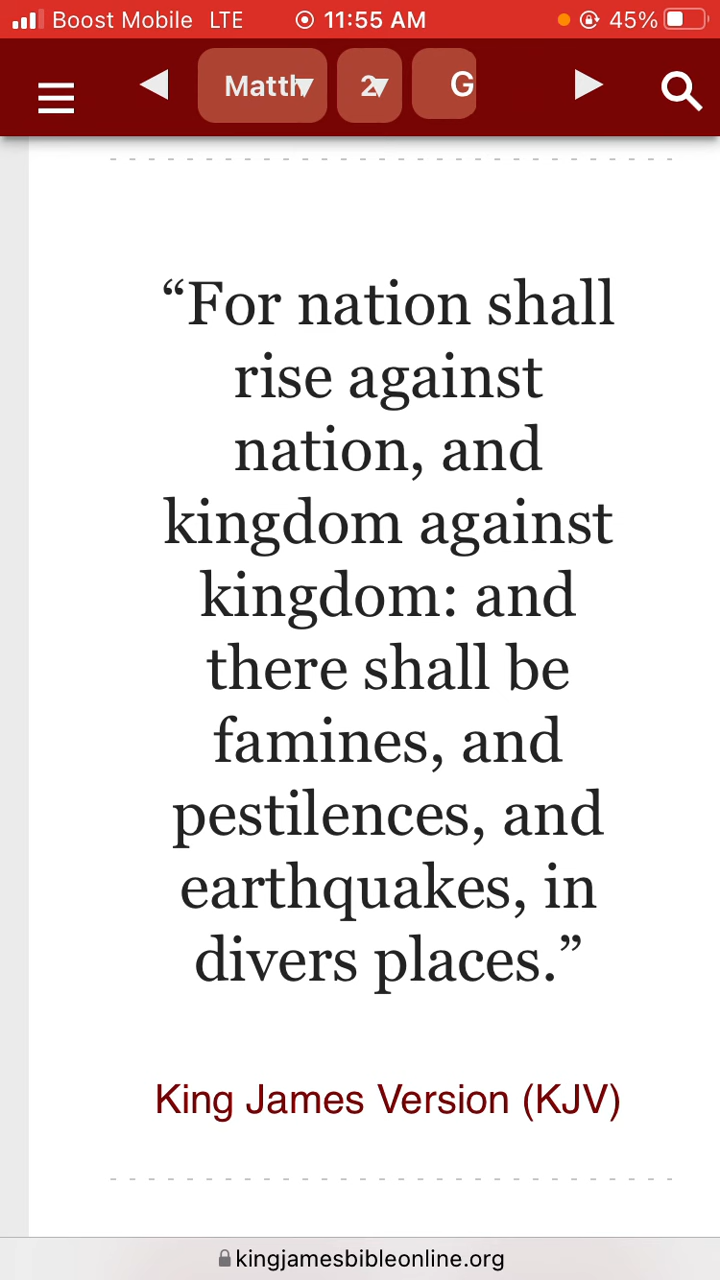 Boost Mobile LTE 11:55 AM 45%
Matth 2 G
“For nation shall
rise against
nation, and
kingdom against
kingdom: and
there shall be
famines, and
pestilences, and
earthquakes, in
divers places.”
King James Version (KJV)
kingjamesbibleonline.org